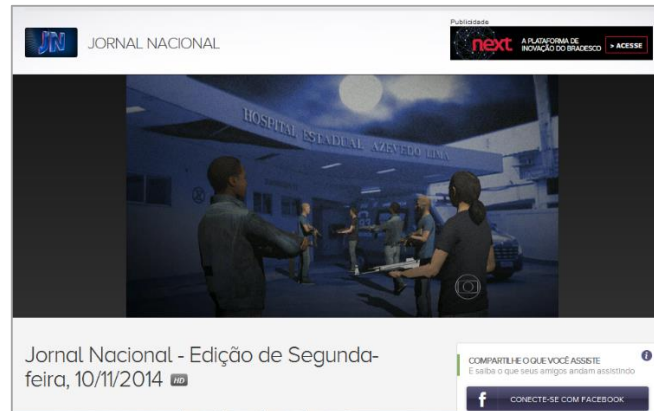 JN
JORNAL NACIONAL
Publicidade
next
A PLATAFORMA DE
INOVAÇÃO DO BRADESCO
> ACESSE
HOSPITAL ESTADUAL AZEVEDO LIMA
Jornal Nacional - Edição de Segunda-
feira, 10/11/2014 HD
COMPARTILHE O QUE VOCÊ ASSISTE
E saiba o que seus amigos andam assistindo
i
f
CONECTE-SE COM FACEBOOK